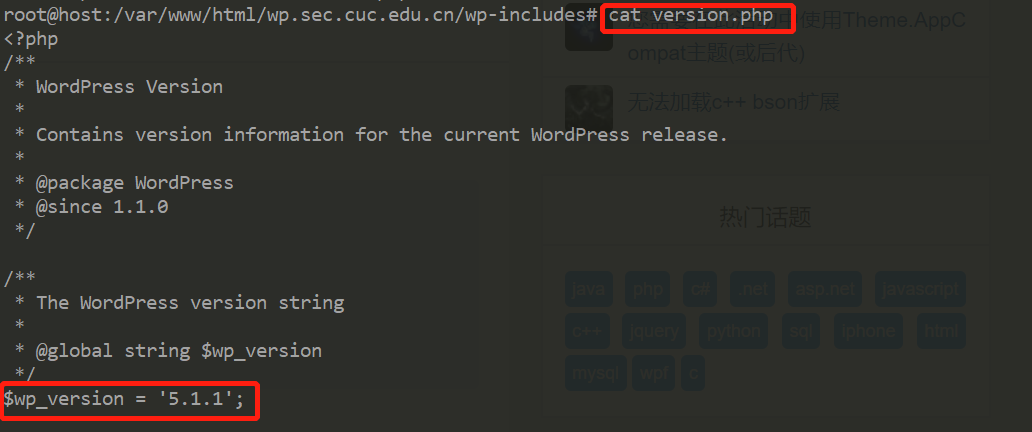 root@host:/var/www/html/wp.sec.cuc.edu.cn/wp-includes# cat version.php
<?php
/**
 * WordPress Version
 *
 * Contains version information for the current WordPress release.
 *
 * @package WordPress
 * @since 1.1.0
 */
/**
 * The WordPress version string
 *
 * @global string $wp_version
 */
$wp_version = '5.1.1';
使用Theme.AppC
ompat主题(或后代)
无法加载c++ bson扩展
热门话题
java php c# .net asp.net javascript
c++ jquery python sql iphone html
mysql wpf c